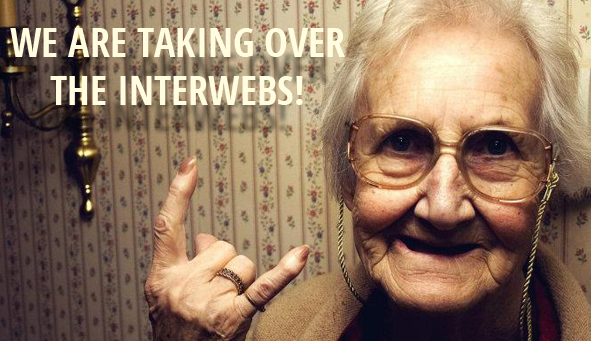 WE ARE TAKING OVER
THE INTERWEBS!